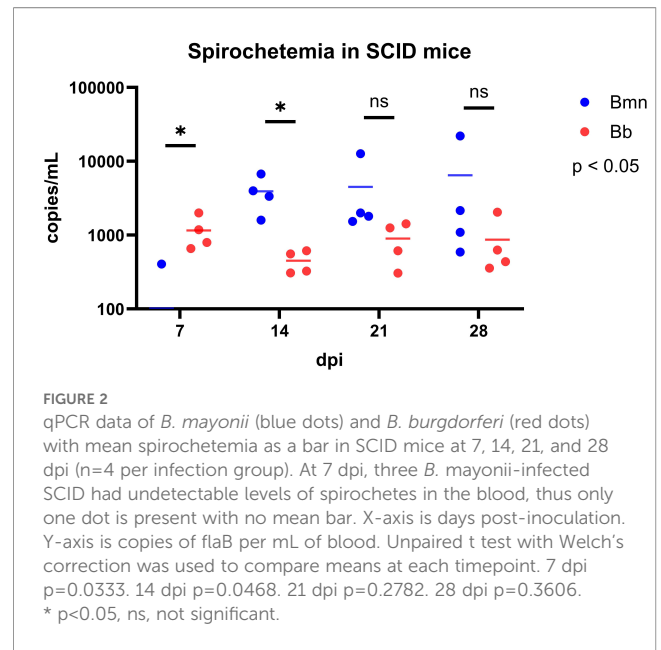 Spirochetemia in SCID mice
100000
10000
1000
100
copies/mL
*
*
ns
ns
Bmn
Bb
p < 0.05
7
14
21
28
dpi
FIGURE 2
qPCR data of B. mayonii (blue dots) and B. burgdorferi (red dots)
with mean spirochetemia as a bar in SCID mice at 7, 14, 21, and 28
dpi (n=4 per infection group). At 7 dpi, three B. mayonii-infected
SCID had undetectable levels of spirochetes in the blood, thus only
one dot is present with no mean bar. X-axis is days post-inoculation.
Y-axis is copies of flaB per mL of blood. Unpaired t test with Welch’s
correction was used to compare means at each timepoint. 7 dpi
p=0.0333. 14 dpi p=0.0468. 21 dpi p=0.2782. 28 dpi p=0.3606.
* p<0.05, ns, not significant.